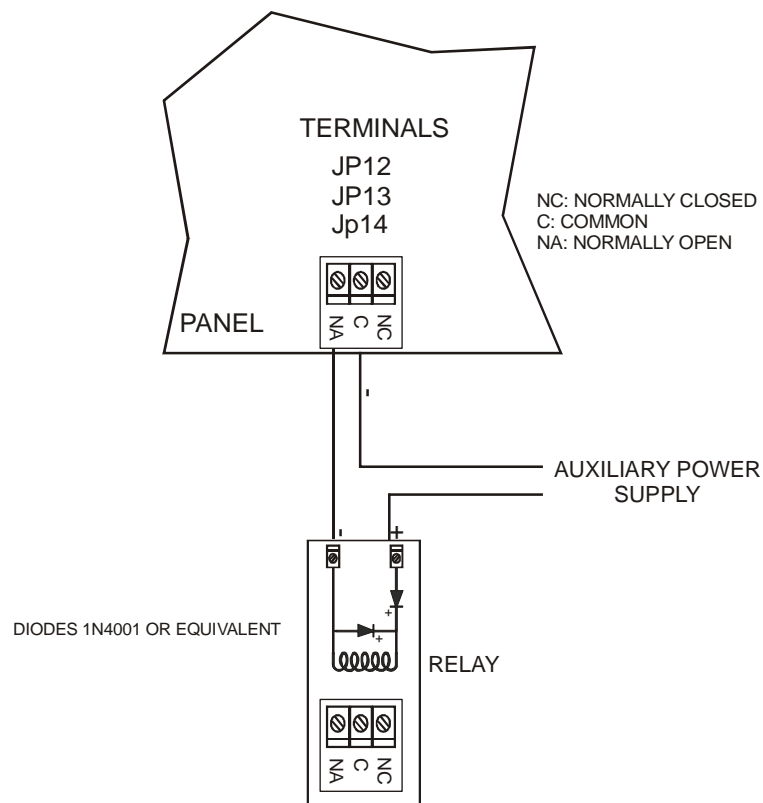 TERMINALS
JP12
JP13
Jp14
NC: NORMALLY CLOSED
C: COMMON
NA: NORMALLY OPEN
NA
C
NC
PANEL
-
AUXILIARY POWER
SUPPLY
-
+
+
+
DIODES 1N4001 OR EQUIVALENT
RELAY
NA
C
NC